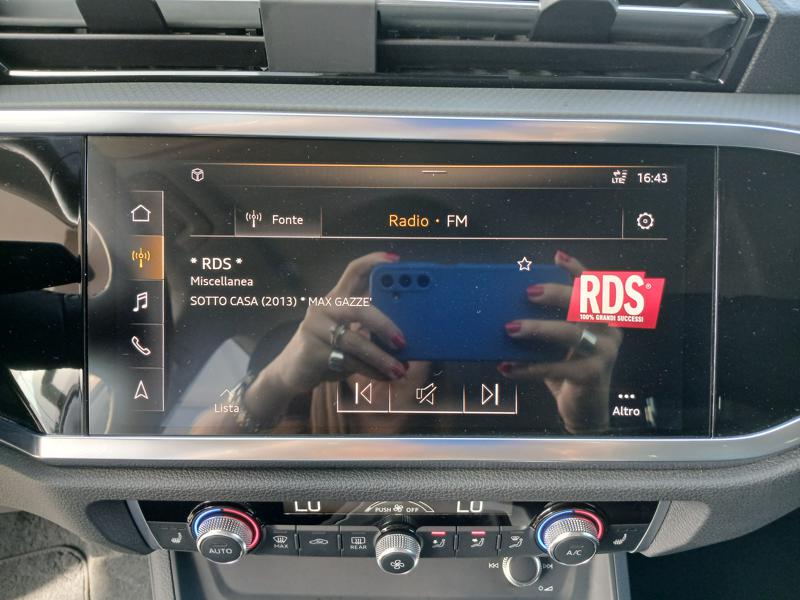 LTE 16:43
Fonte
Radio • FM
* RDS *
Miscellanea
SOTTO CASA (2013) * MAX GAZZE'
RDS®
100% GRANDI SUCCESSI
Lista
Altro
LO
PUSH OFF
LO
AUTO
MAX
REAR
A/C